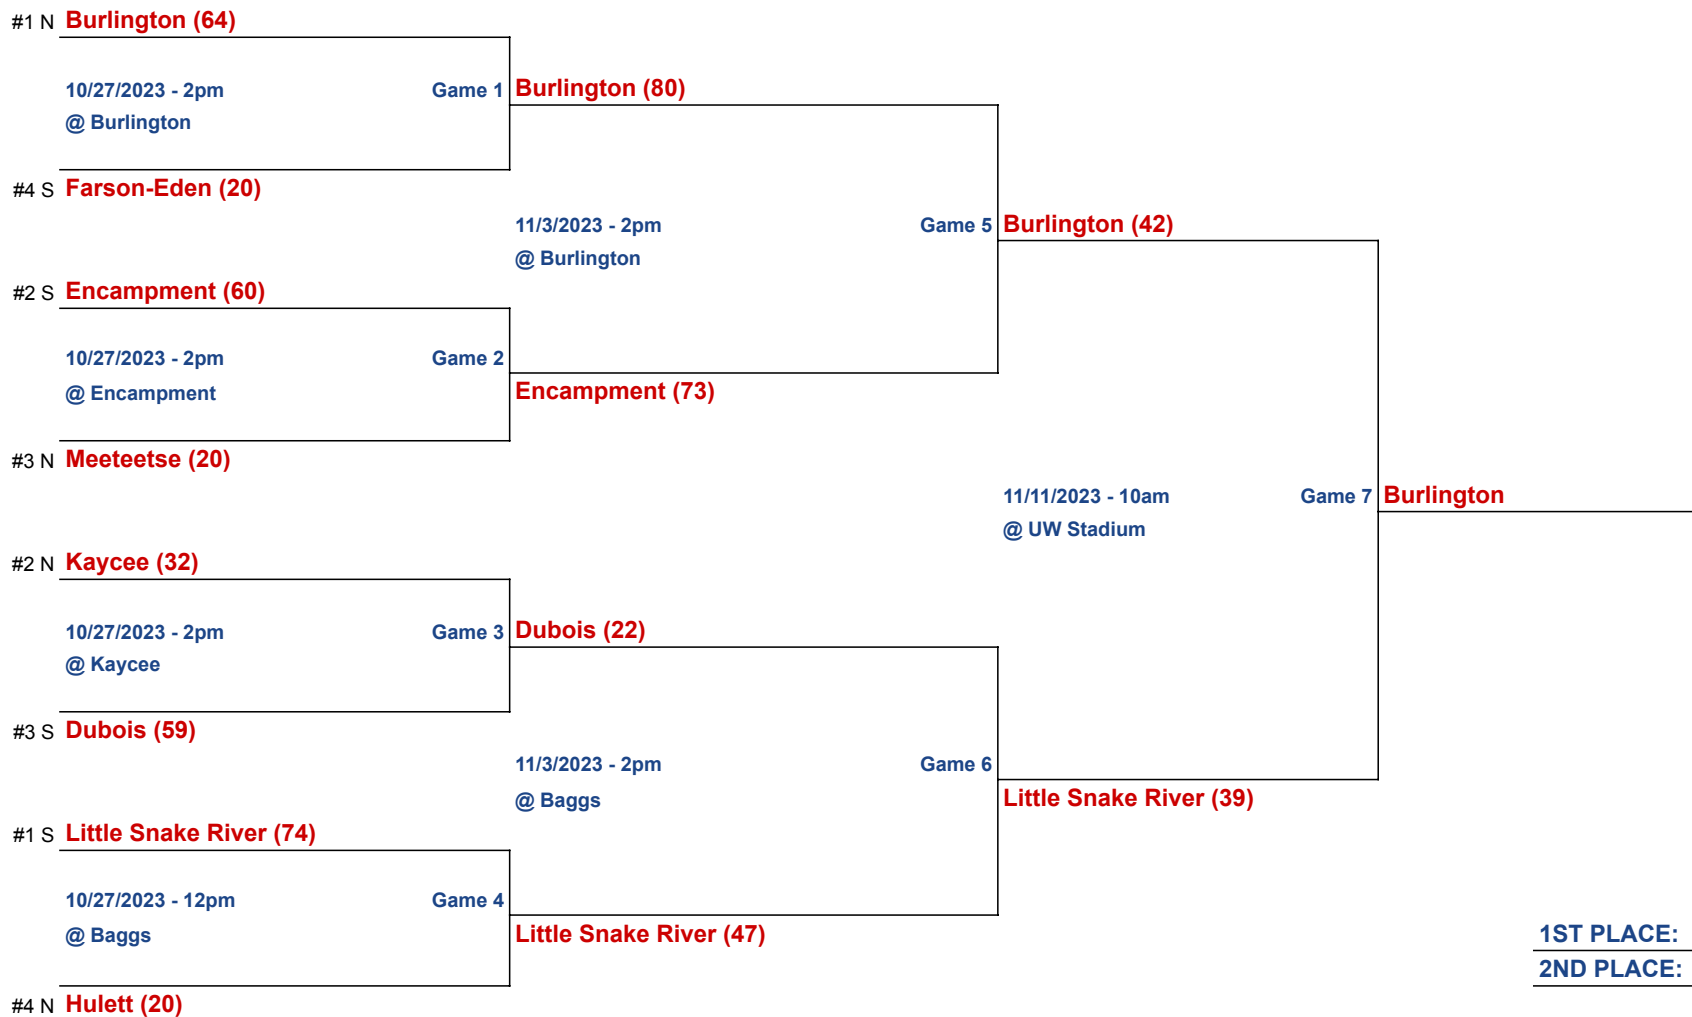 #1 N Burlington (64)
10/27/2023 - 2pm Game 1 Burlington (80)
@ Burlington
#4 S Farson-Eden (20)
11/3/2023 - 2pm Game 5 Burlington (42)
@ Burlington
#2 S Encampment (60)
10/27/2023 - 2pm Game 2
@ Encampment Encampment (73)
#3 N Meeteetse (20)
11/11/2023 - 10am Game 7 Burlington
@ UW Stadium
#2 N Kaycee (32)
10/27/2023 - 2pm Game 3 Dubois (22)
@ Kaycee
#3 S Dubois (59)
11/3/2023 - 2pm Game 6
@ Baggs Little Snake River (39)
#1 S Little Snake River (74)
10/27/2023 - 12pm Game 4
@ Baggs Little Snake River (47)
1ST PLACE:
2ND PLACE:
#4 N Hulett (20)